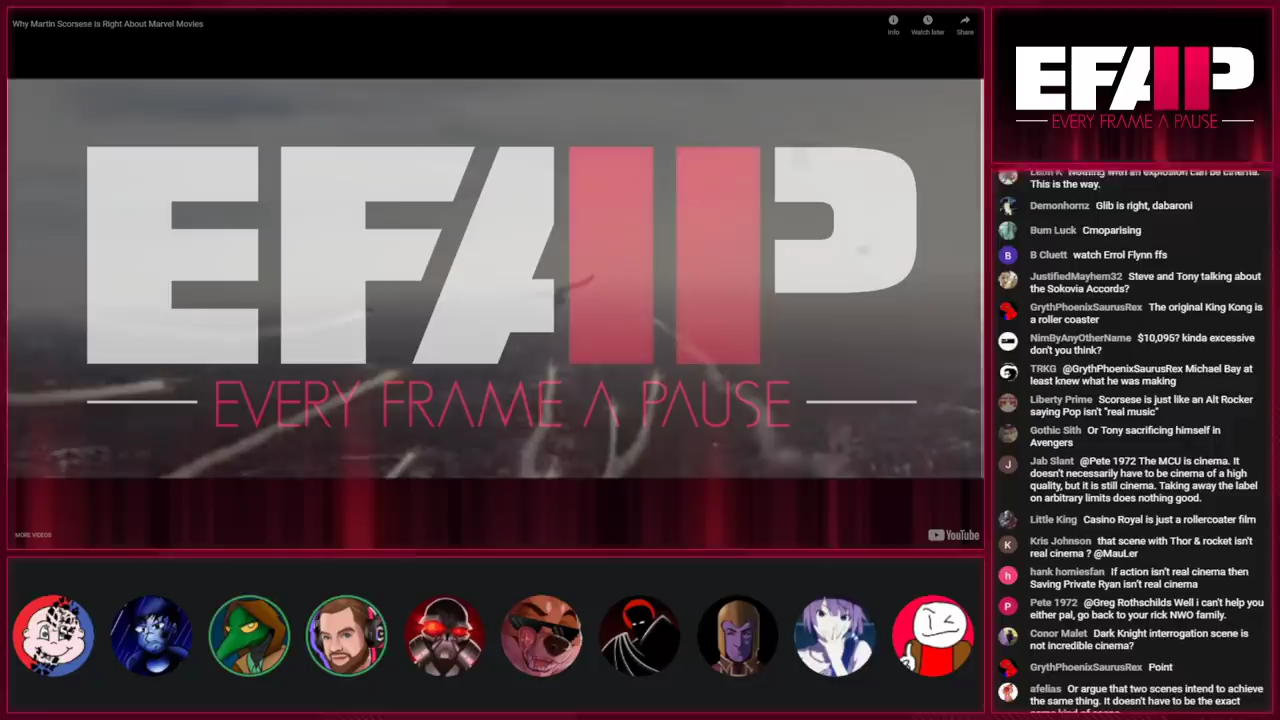 Why Martin Scorsese is Right About Marvel Movies
Info
Watch later
Share
EFAP
EVERY FRAME A PAUSE
MORE VIDEOS
YouTube
EFAP
EVERY FRAME A PAUSE
Nothing with an explosion can be cinema.
This is the way.
Demonhornz Glib is right, dabaroni
Bum Luck Cmoparising
B
B Cluett watch Errol Flynn ffs
JustifiedMayhem32 Steve and Tony talking about
the Sokovia Accords?
GrythPhoenixSaurusRex The original King Kong is
a roller coaster
NimByAnyOtherName $10,095? kinda excessive
don't you think?
TRKG @GrythPhoenixSaurusRex Michael Bay at
least knew what he was making
Liberty Prime Scorsese is just like an Alt Rocker
saying Pop isn't "real music"
Gothic Sith Or Tony sacrificing himself in
Avengers
J
Jab Slant @Pete 1972 The MCU is cinema. It
doesn't necessarily have to be cinema of a high
quality, but it is still cinema. Taking away the label
on arbitrary limits does nothing good.
Little King Casino Royal is just a rollercoater film
K
Kris Johnson that scene with Thor & rocket isn't
real cinema ? @MauLer
h
hank homiesfan If action isn't real cinema then
Saving Private Ryan isn't real cinema
P
Pete 1972 @Greg Rothschilds Well i can't help you
either pal, go back to your rick NWO family.
Conor Malet Dark Knight interrogation scene is
not incredible cinema?
GrythPhoenixSaurusRex Point
afelias Or argue that two scenes intend to achieve
the same thing. It doesn't have to be the exact